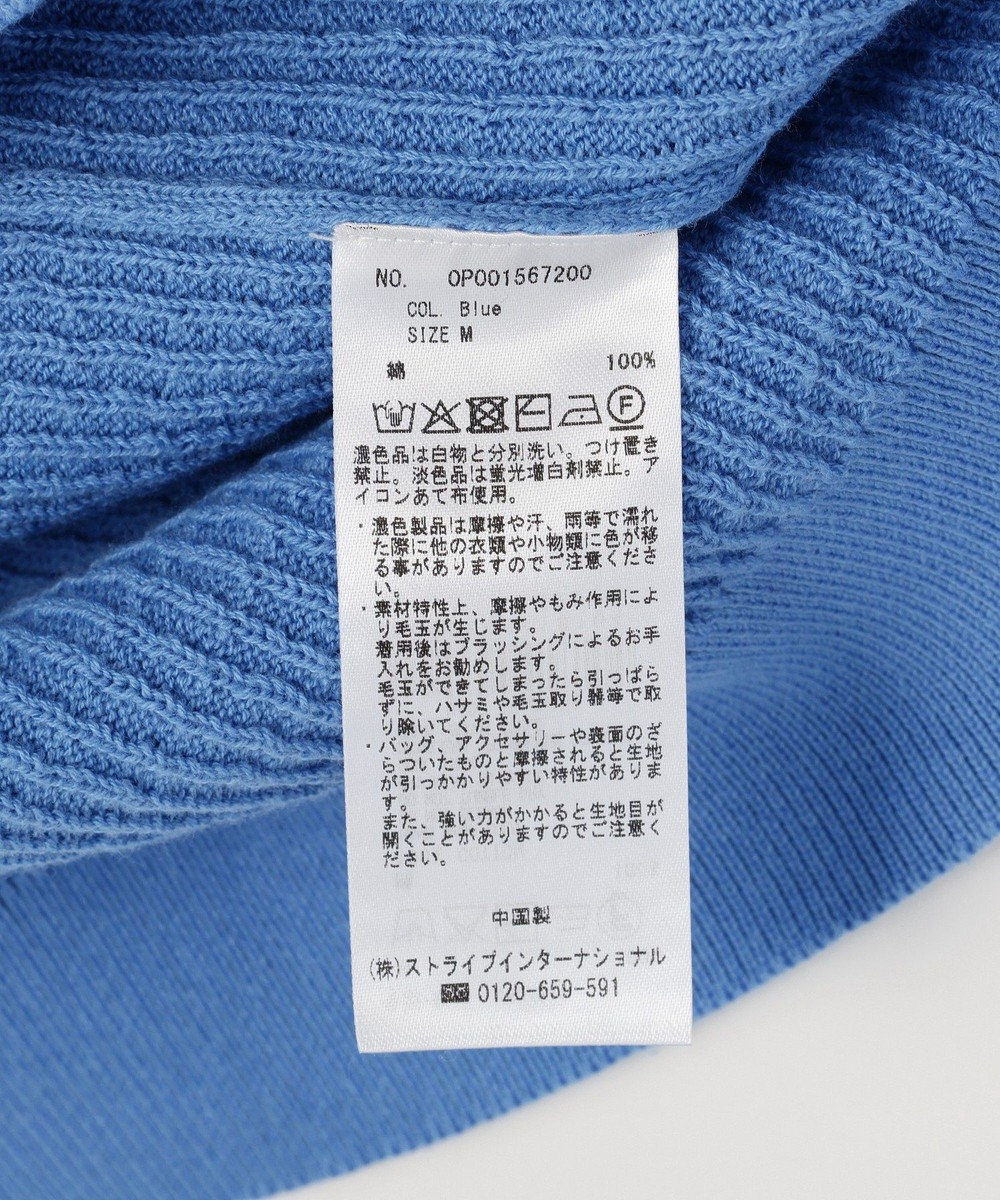 NO. OP001567200
COL. Blue
SIZE M
綿 100%
F
濃色品は白物と分別洗い。つけ置き
禁止。淡色品は蛍光増白剤禁止。ア
イコンあて布使用。
・濃色製品は摩擦や汗、雨等で濡れ
た際に他の衣類や小物類に色が移
る事がありますのでご注意くださ
い。
・素材特性上、摩擦やもみ作用によ
り毛玉が生じます。
着用後はブラッシングによるお手
入れをお勧めします。
毛玉ができてしまったら引っぱら
ずに、ハサミや毛玉取り器等で取
り除いてください。
・バッグ、アクセサリーや表面のざ
らついたものと摩擦されると生地
が引っかかりやすい特性がありま
す。
また、強い力がかかると生地目が
開くことがありますのでご注意く
ださい。
中国製
(株)ストライプインターナショナル
0120-659-591